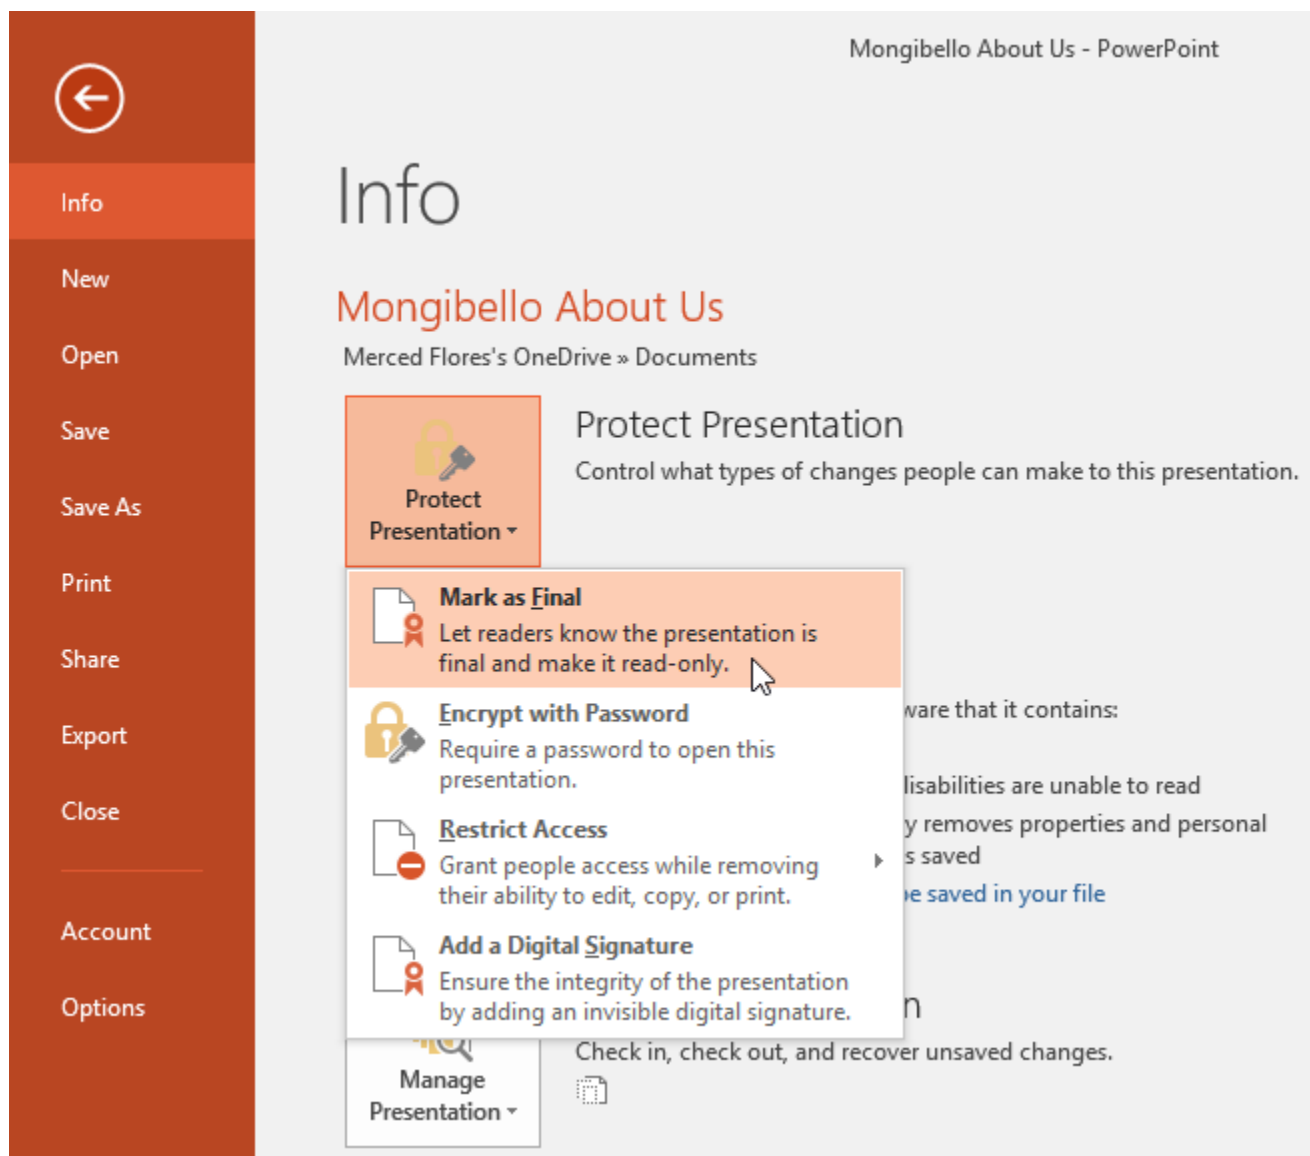 Mongibello About Us - PowerPoint
Info
New
Open
Save
Save As
Print
Share
Export
Close
Account
Options
Info
Mongibello About Us
Merced Flores's OneDrive » Documents
Protect
Presentation
Protect Presentation
Control what types of changes people can make to this presentation.
Mark as Final
Let readers know the presentation is
final and make it read-only.
Encrypt with Password
Require a password to open this
presentation.
Restrict Access
Grant people access while removing
their ability to edit, copy, or print.
Add a Digital Signature
Ensure the integrity of the presentation
by adding an invisible digital signature.
ware that it contains:
disabilities are unable to read
y removes properties and personal
s saved
be saved in your file
n
Manage
Presentation
Check in, check out, and recover unsaved changes.